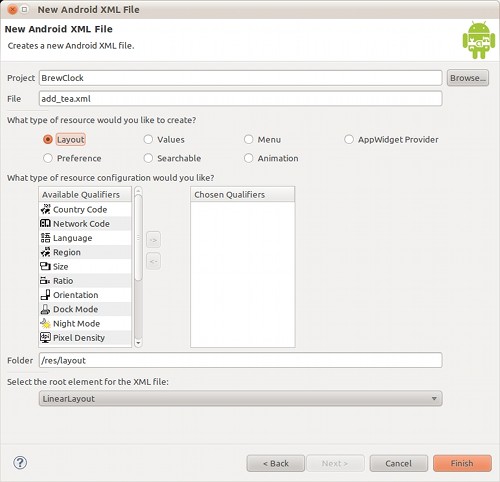 New Android XML File
New Android XML File
Creates a new Android XML file.
Project BrewClock Browse...
File add_tea.xml
What type of resource would you like to create?
Layout Values Menu AppWidget Provider
Preference Searchable Animation
What type of resource configuration would you like?
Available Qualifiers Chosen Qualifiers
Country Code
Network Code
Language
Region
Size
Ratio
Orientation
Dock Mode
Night Mode
Pixel Density
->
<-
Folder /res/layout
Select the root element for the XML file:
LinearLayout
? < Back Next > Cancel Finish